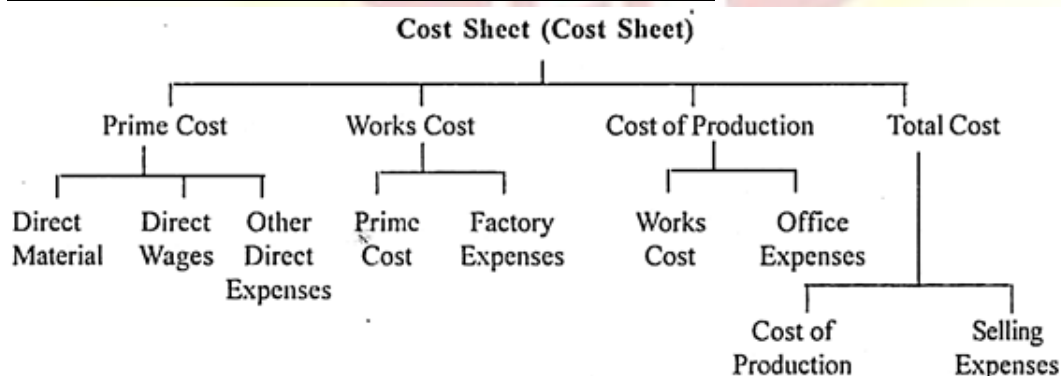 Cost Sheet (Cost Sheet)
Prime Cost Works Cost Cost of Production Total Cost
Direct Material
Direct Wages
Other Direct Expenses
Prime Cost
Factory Expenses
Works Cost
Office Expenses
Cost of Production
Selling Expenses